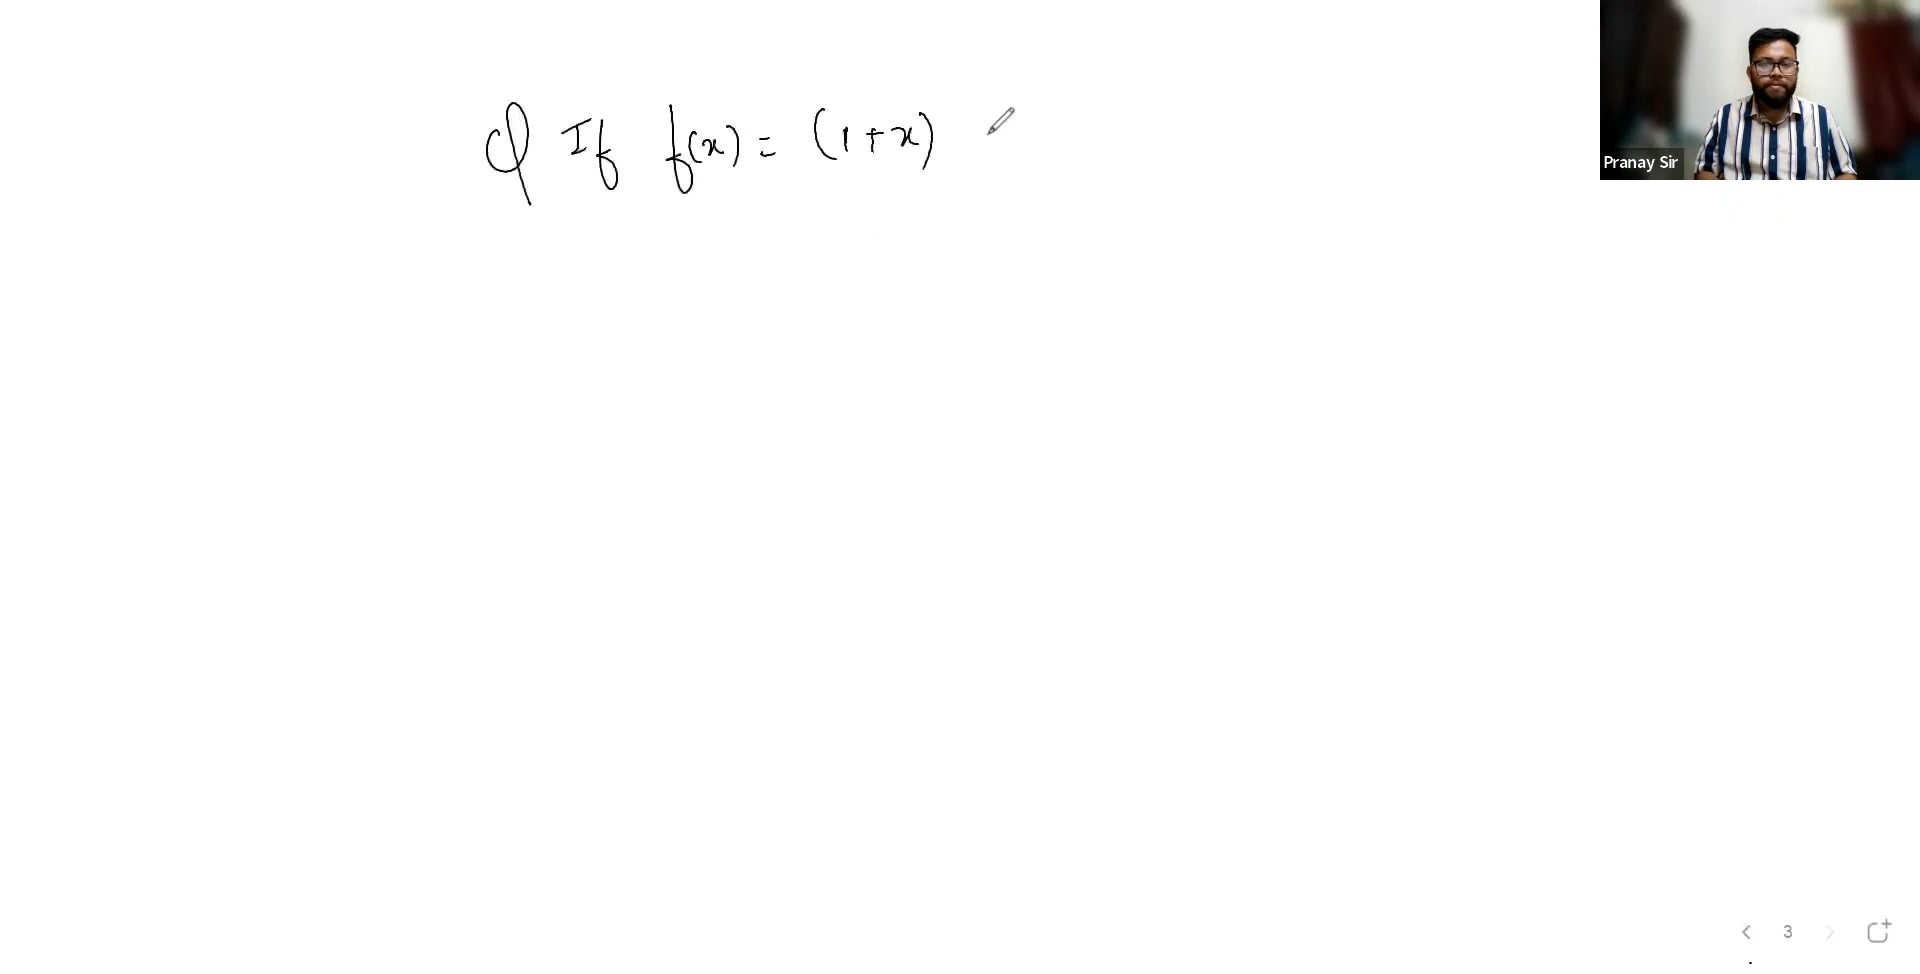 Q If f(x) = (1+x)
Pranay Sir
3